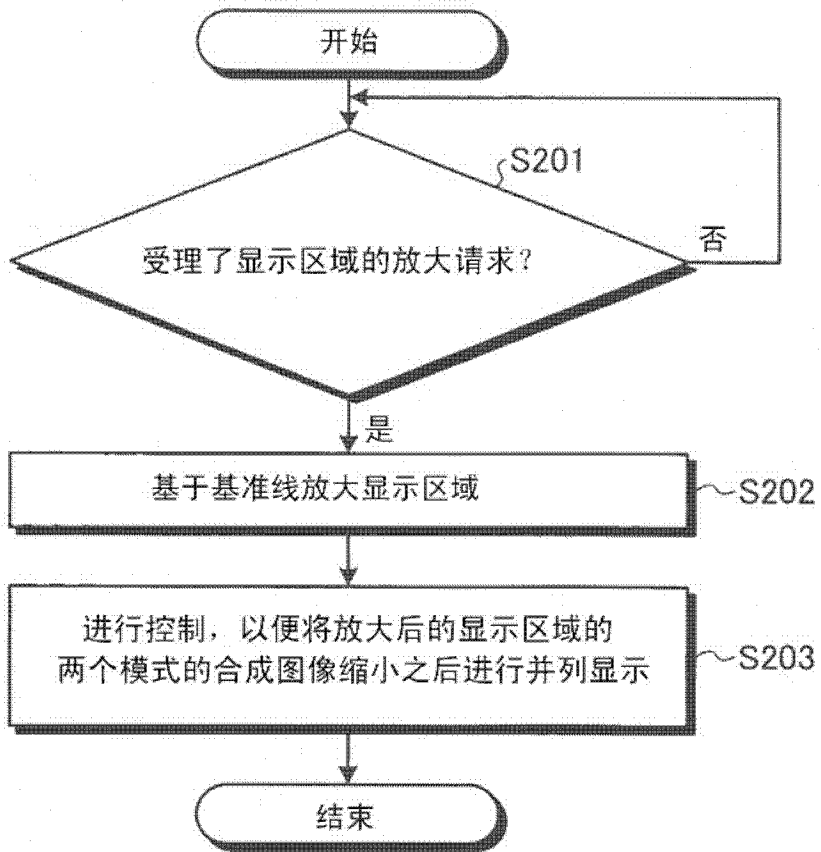 开始
S201
受理了显示区域的放大请求?
否
是
基于基准线放大显示区域
S202
进行控制，以便将放大后的显示区域的
两个模式的合成图像缩小之后进行并列显示
S203
结束